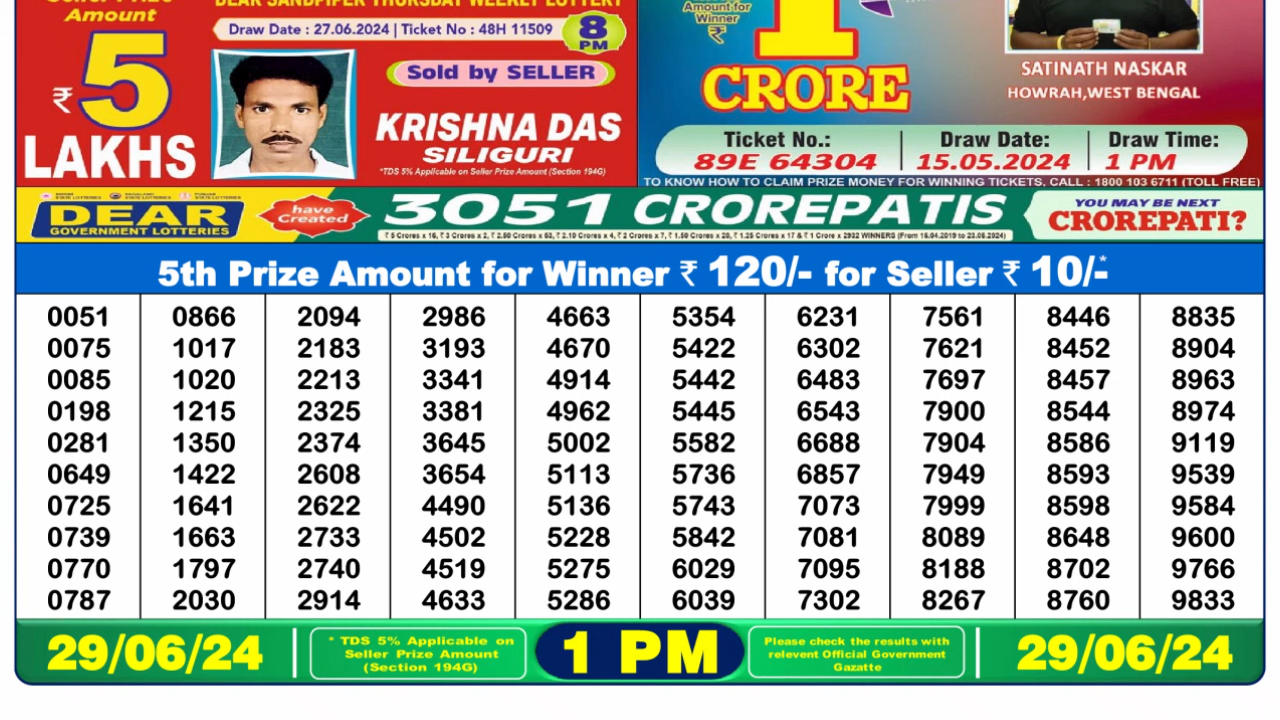 Amount
₹ 5
LAKHS
DEAR SANDPIPER THURSDAY WEEKLY LOTTERY
Draw Date : 27.06.2024 | Ticket No : 48H 11509
8 PM
Sold by SELLER
KRISHNA DAS
SILIGURI
*TDS 5% Applicable on Seller Prize Amount (Section 194G)
Amount for
Winner
₹
1
CRORE
SATINATH NASKAR
HOWRAH,WEST BENGAL
Ticket No.: Draw Date: Draw Time:
89E 64304 15.05.2024 1 PM
TO KNOW HOW TO CLAIM PRIZE MONEY FOR WINNING TICKETS, CALL : 1800 103 6711 (TOLL FREE)
DEAR
GOVERNMENT LOTTERIES
have
Created
3051 CROREPATIS
YOU MAY BE NEXT
CROREPATI?
5th Prize Amount for Winner ₹ 120/- for Seller ₹ 10/-*
0051 0866 2094 2986 4663 5354 6231 7561 8446 8835
0075 1017 2183 3193 4670 5422 6302 7621 8452 8904
0085 1020 2213 3341 4914 5442 6483 7697 8457 8963
0198 1215 2325 3381 4962 5445 6543 7900 8544 8974
0281 1350 2374 3645 5002 5582 6688 7904 8586 9119
0649 1422 2608 3654 5113 5736 6857 7949 8593 9539
0725 1641 2622 4490 5136 5743 7073 7999 8598 9584
0739 1663 2733 4502 5228 5842 7081 8089 8648 9600
0770 1797 2740 4519 5275 6029 7095 8188 8702 9766
0787 2030 2914 4633 5286 6039 7302 8267 8760 9833
29/06/24
* TDS 5% Applicable on
Seller Prize Amount
(Section 194G)
1 PM
Please check the results with
relevent Official Government
Gazatte
29/06/24